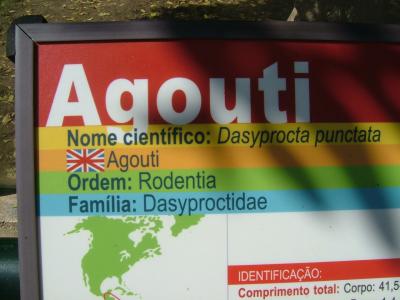 Agouti
Nome científico: Dasyprocta punctata
Agouti
Ordem: Rodentia
Família: Dasyproctidae
IDENTIFICAÇÃO:
Comprimento total: Corpo: 41,5